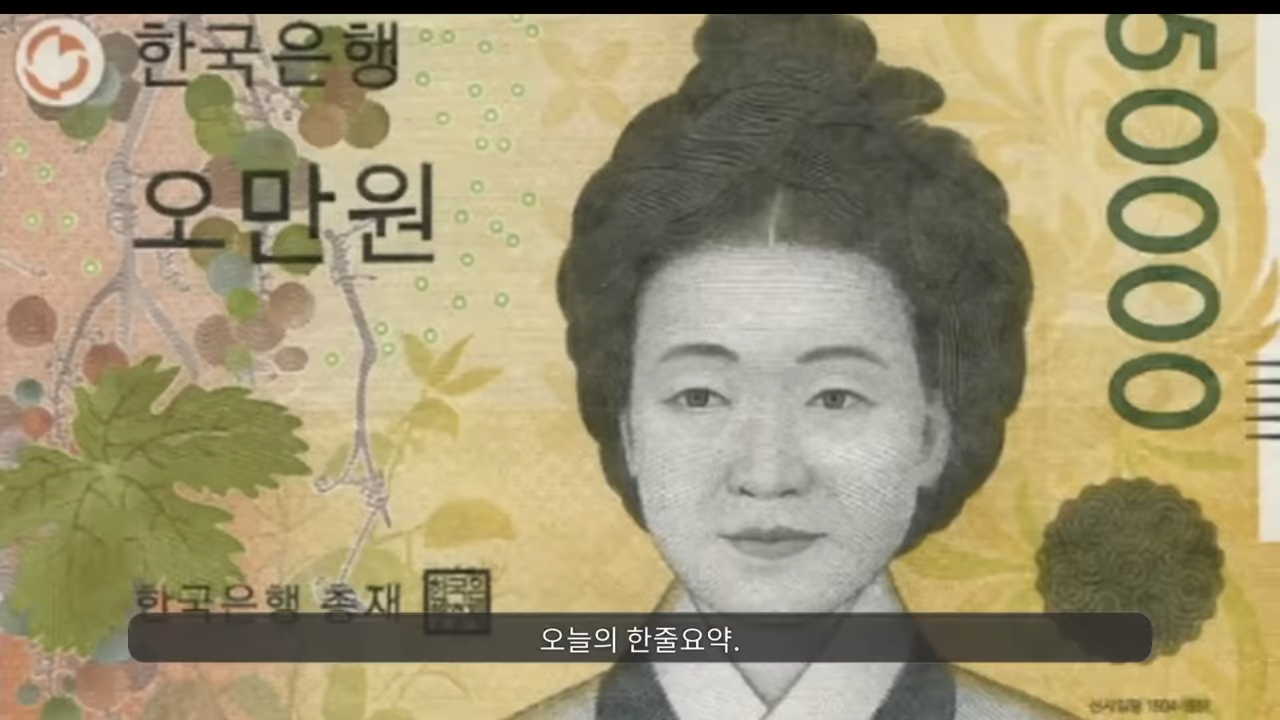 한국은행
오만원
50000
한국은행 총재
오늘의 한줄요약.